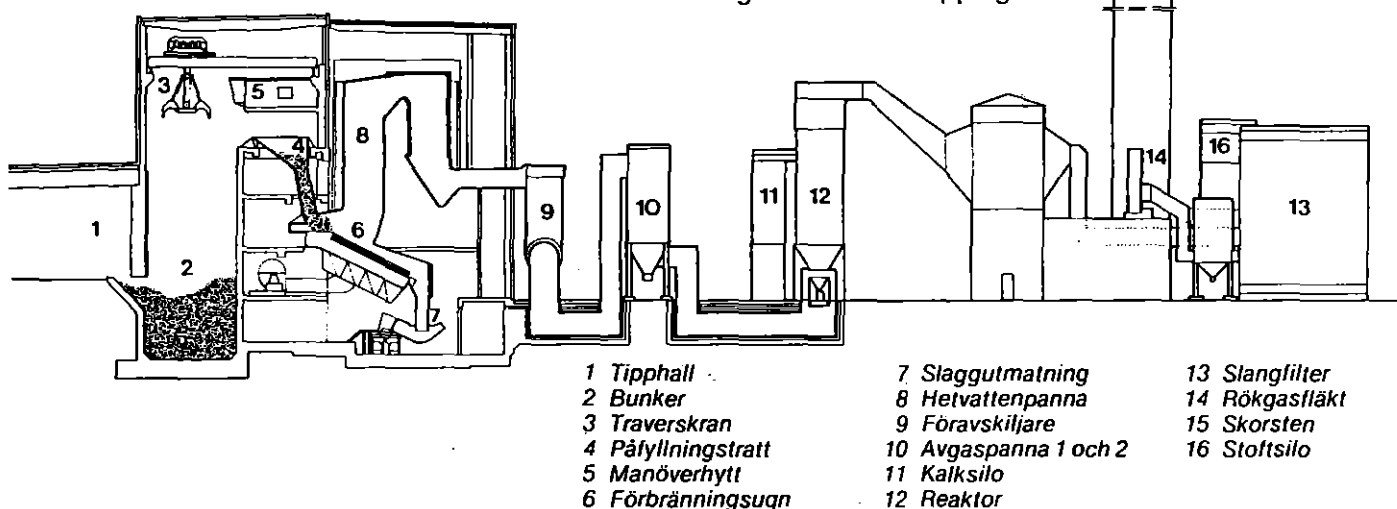 3
5
4
8
1
2
6
7
9
10
11
12
14
16
13
1 Tipphall
2 Bunker
3 Traverskran
4 Påfyllningstratt
5 Manöverhytt
6 Förbränningsugn
7 Slaggutmatning
8 Hetvattenpanna
9 Föravskiljare
10 Avgaspanna 1 och 2
11 Kalksilo
12 Reaktor
13 Slangfilter
14 Rökgasfläkt
15 Skorsten
16 Stoftsilo